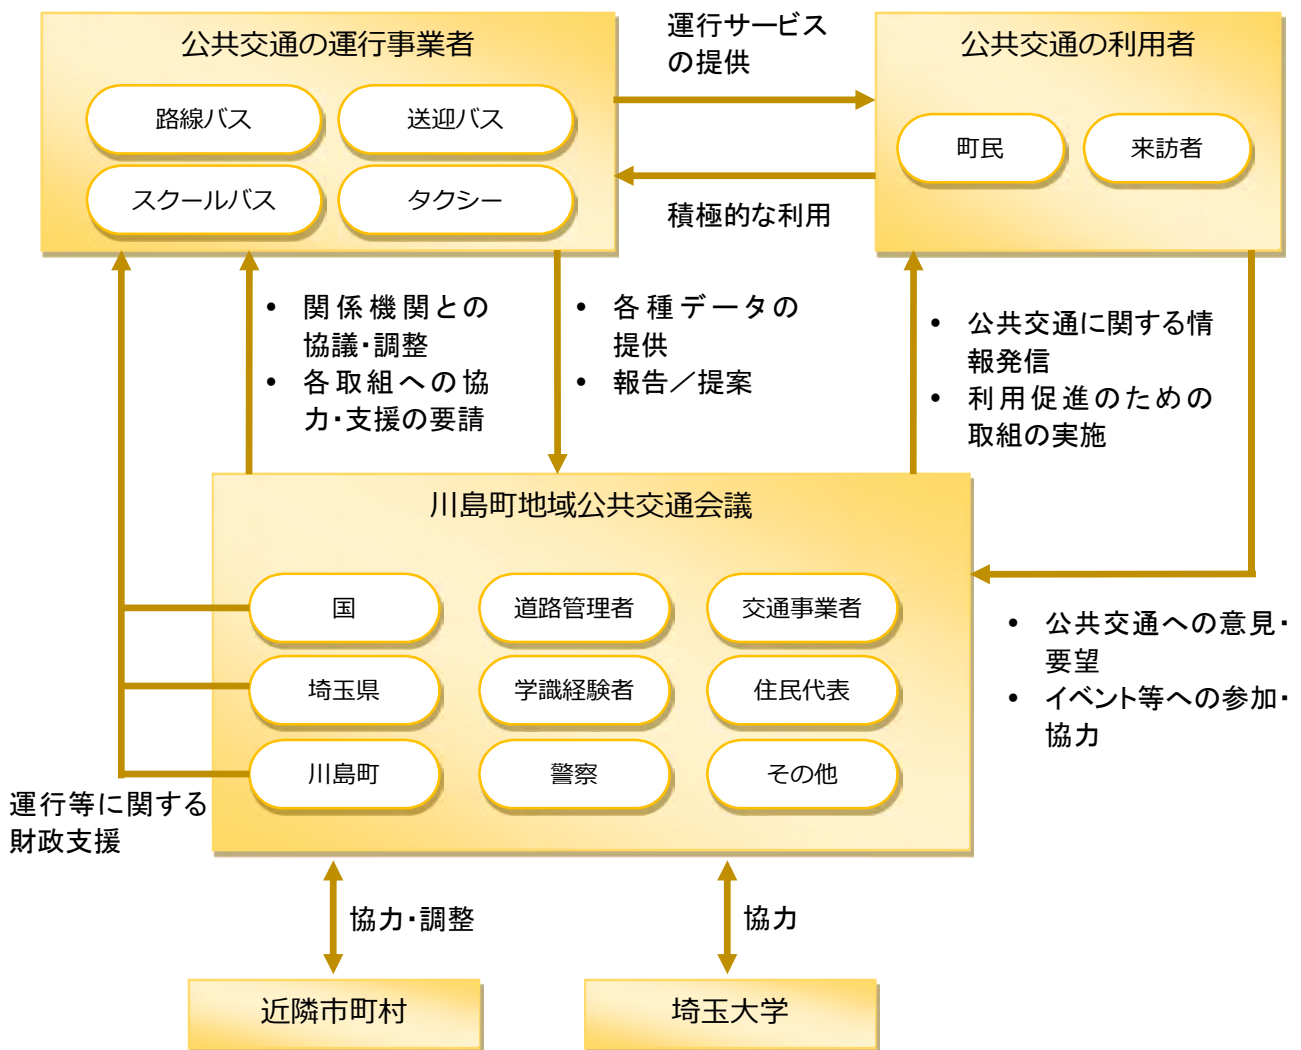 公共交通の運行事業者
路線バス
送迎バス
スクールバス
タクシー
運行サービス
の提供
積極的な利用
公共交通の利用者
町民
来訪者
• 関係機関との
協議・調整
• 各取組への協
力・支援の要請
• 各種データの
提供
• 報告／提案
• 公共交通に関する情
報発信
• 利用促進のための
取組の実施
川島町地域公共交通会議
国
道路管理者
交通事業者
埼玉県
学識経験者
住民代表
川島町
警察
その他
運行等に関する
財政支援
• 公共交通への意見・
要望
• イベント等への参加・
協力
協力・調整
協力
近隣市町村
埼玉大学